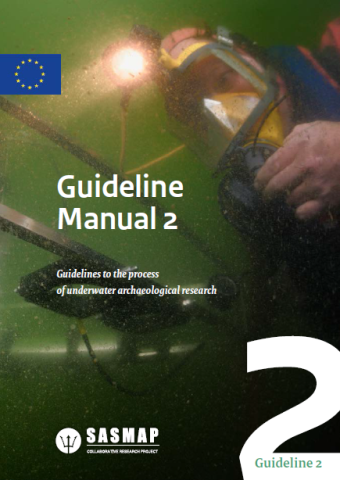 Guideline
Manual 2
Guidelines to the process
of underwater archaeological research
SASMAP
COLLABORATIVE RESEARCH PROJECT
2
Guideline 2